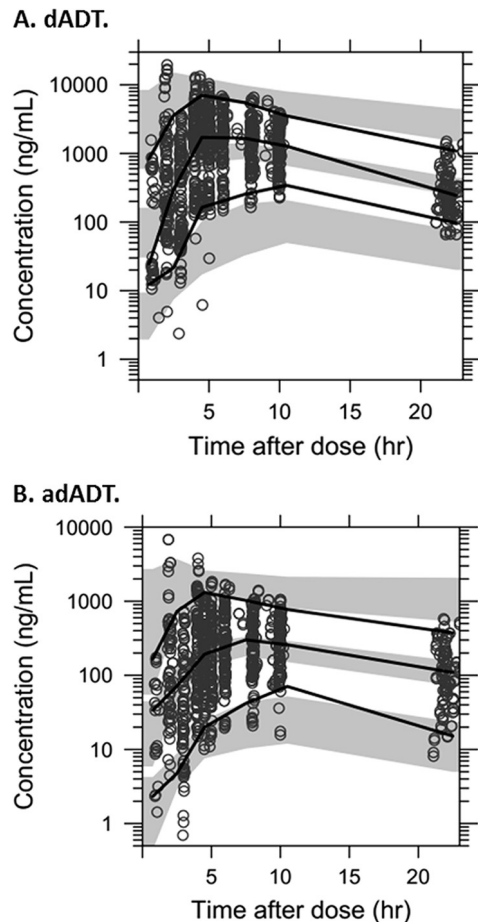 A. dADT.
10000
1000
100
10
1
Concentration (ng/mL)
5 10 15 20
Time after dose (hr)
B. adADT.
10000
1000
100
10
1
Concentration (ng/mL)
5 10 15 20
Time after dose (hr)